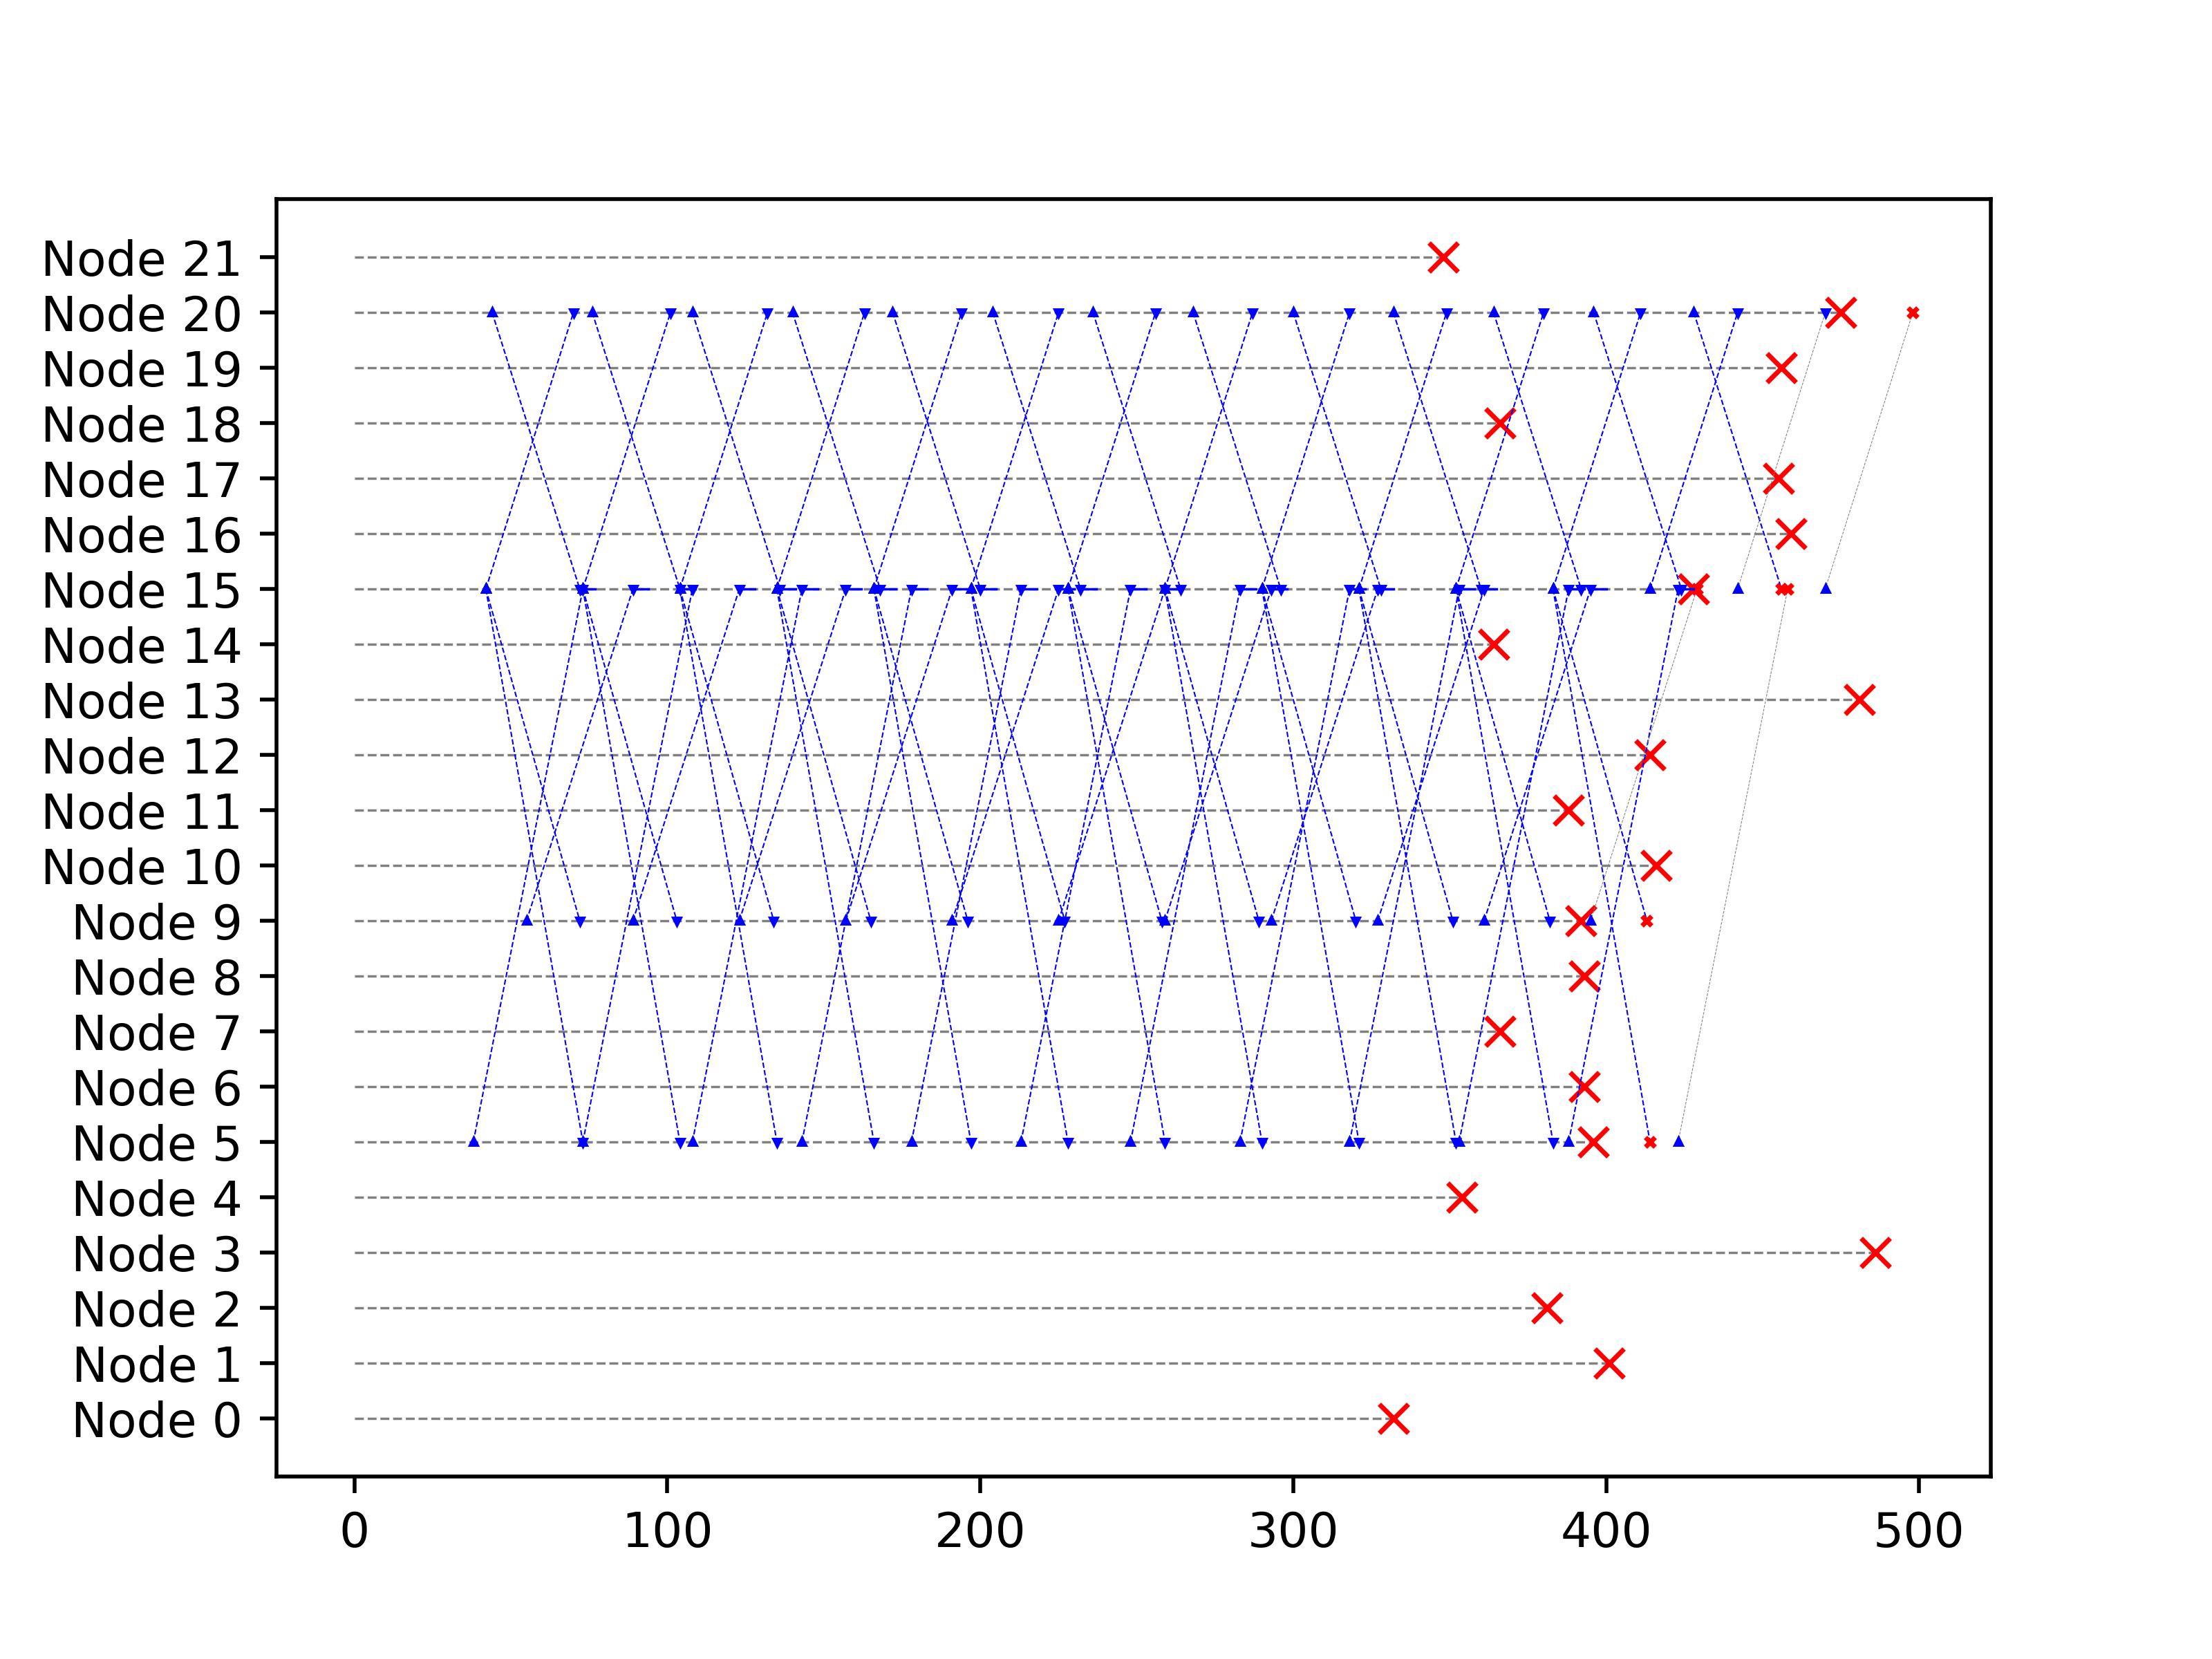 Node 21
Node 20
Node 19
Node 18
Node 17
Node 16
Node 15
Node 14
Node 13
Node 12
Node 11
Node 10
Node 9
Node 8
Node 7
Node 6
Node 5
Node 4
Node 3
Node 2
Node 1
Node 0
0 100 200 300 400 500